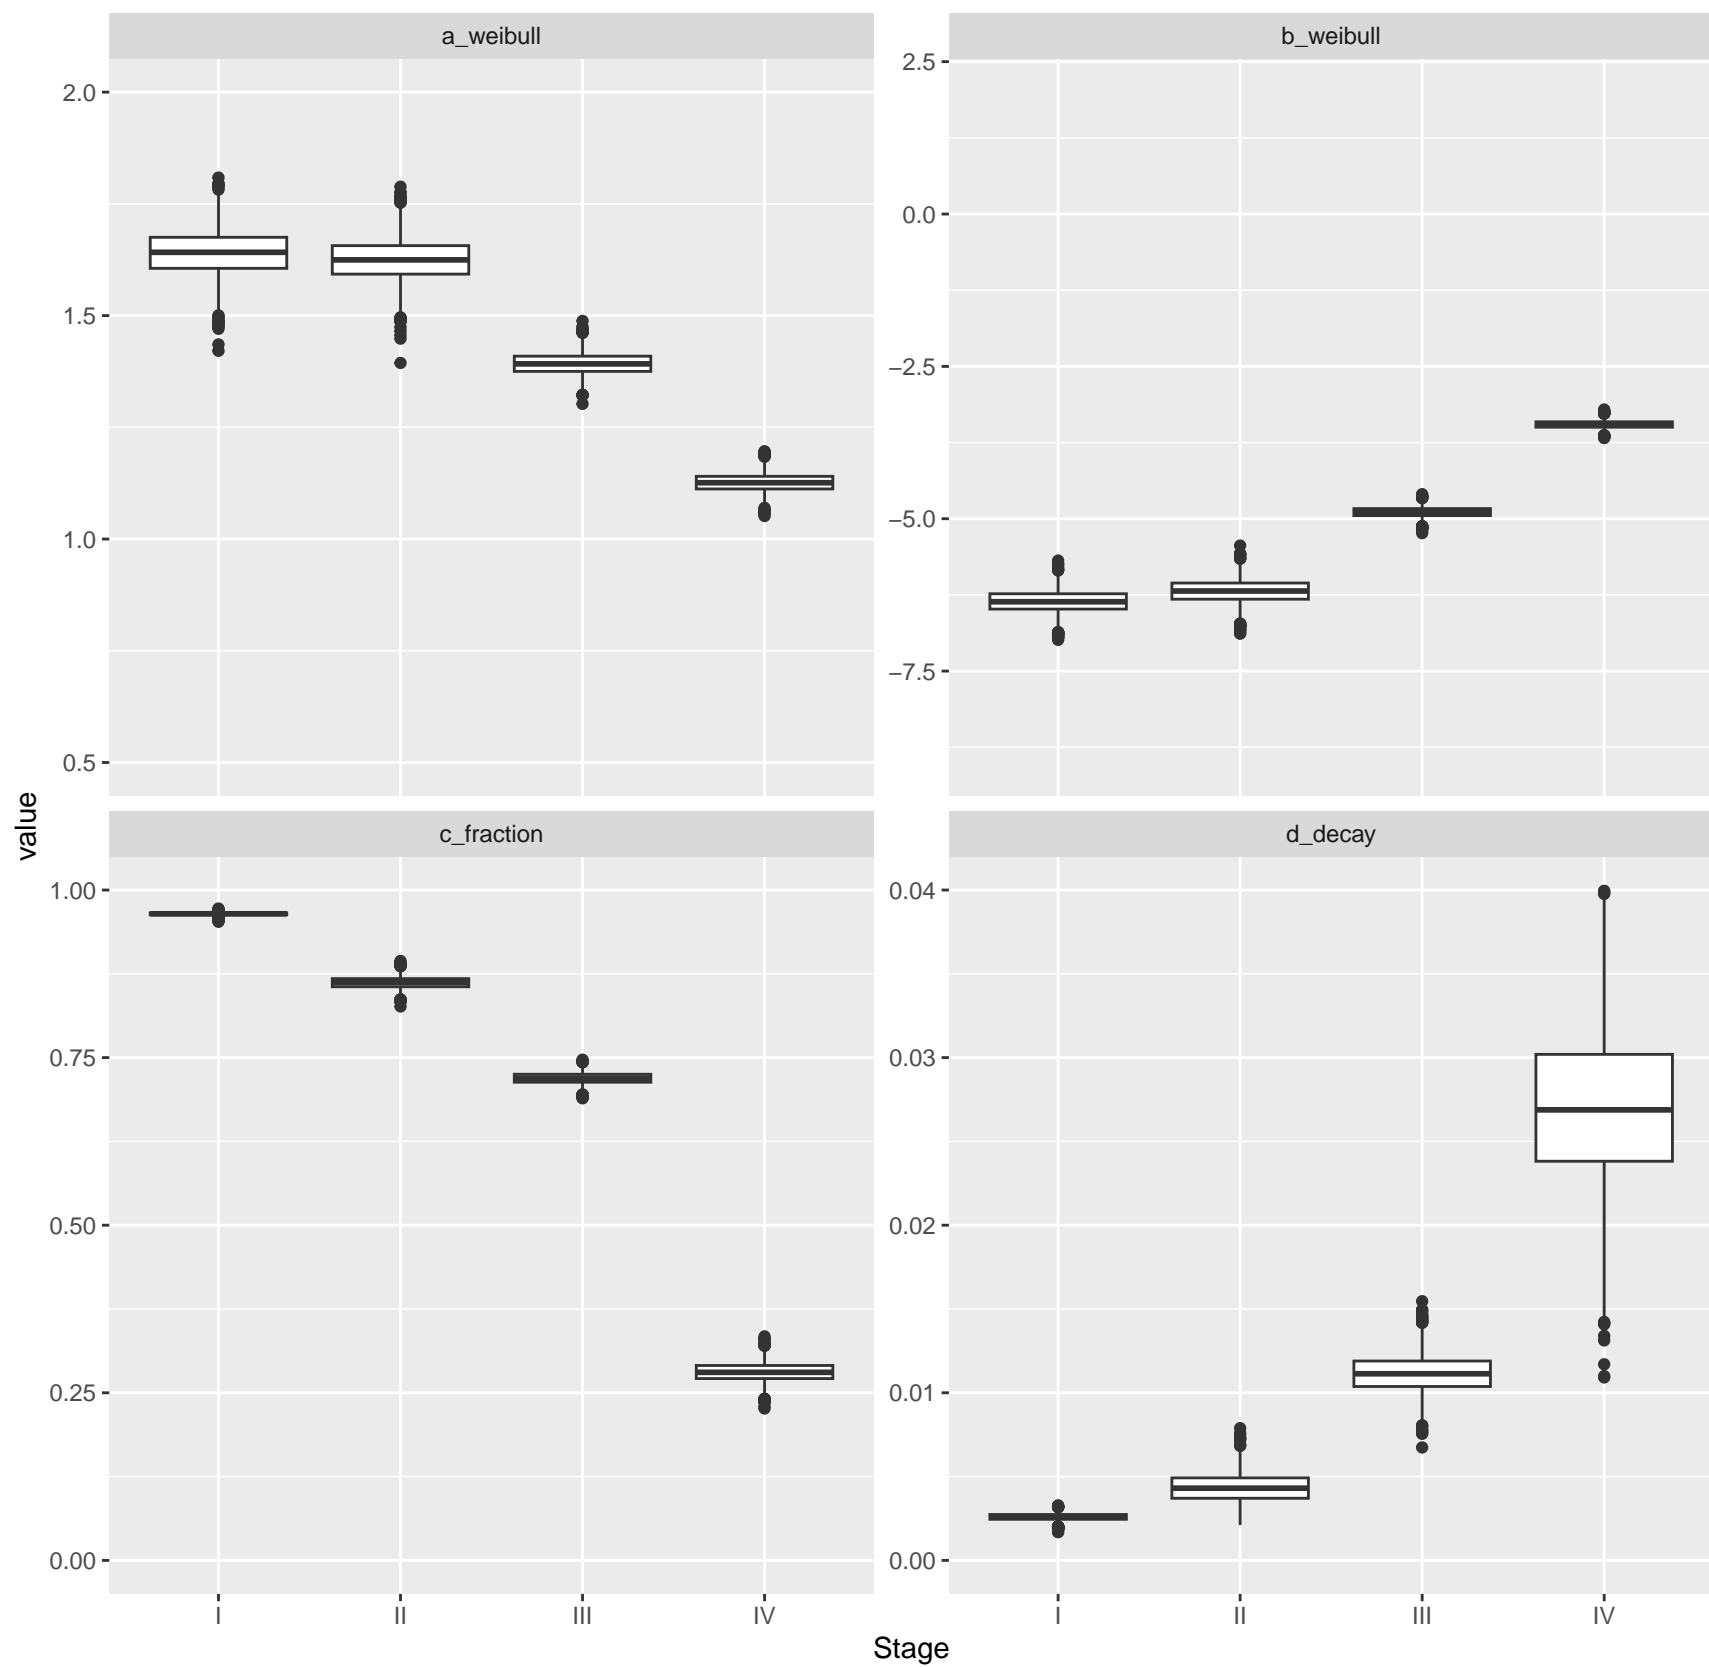 a_weibull
b_weibull
2.0
1.5
1.0
0.5
2.5
0.0
−2.5
−5.0
−7.5
value
c_fraction
d_decay
1.00
0.75
0.50
0.25
0.00
0.04
0.03
0.02
0.01
0.00
I II III IV
I II III IV
Stage